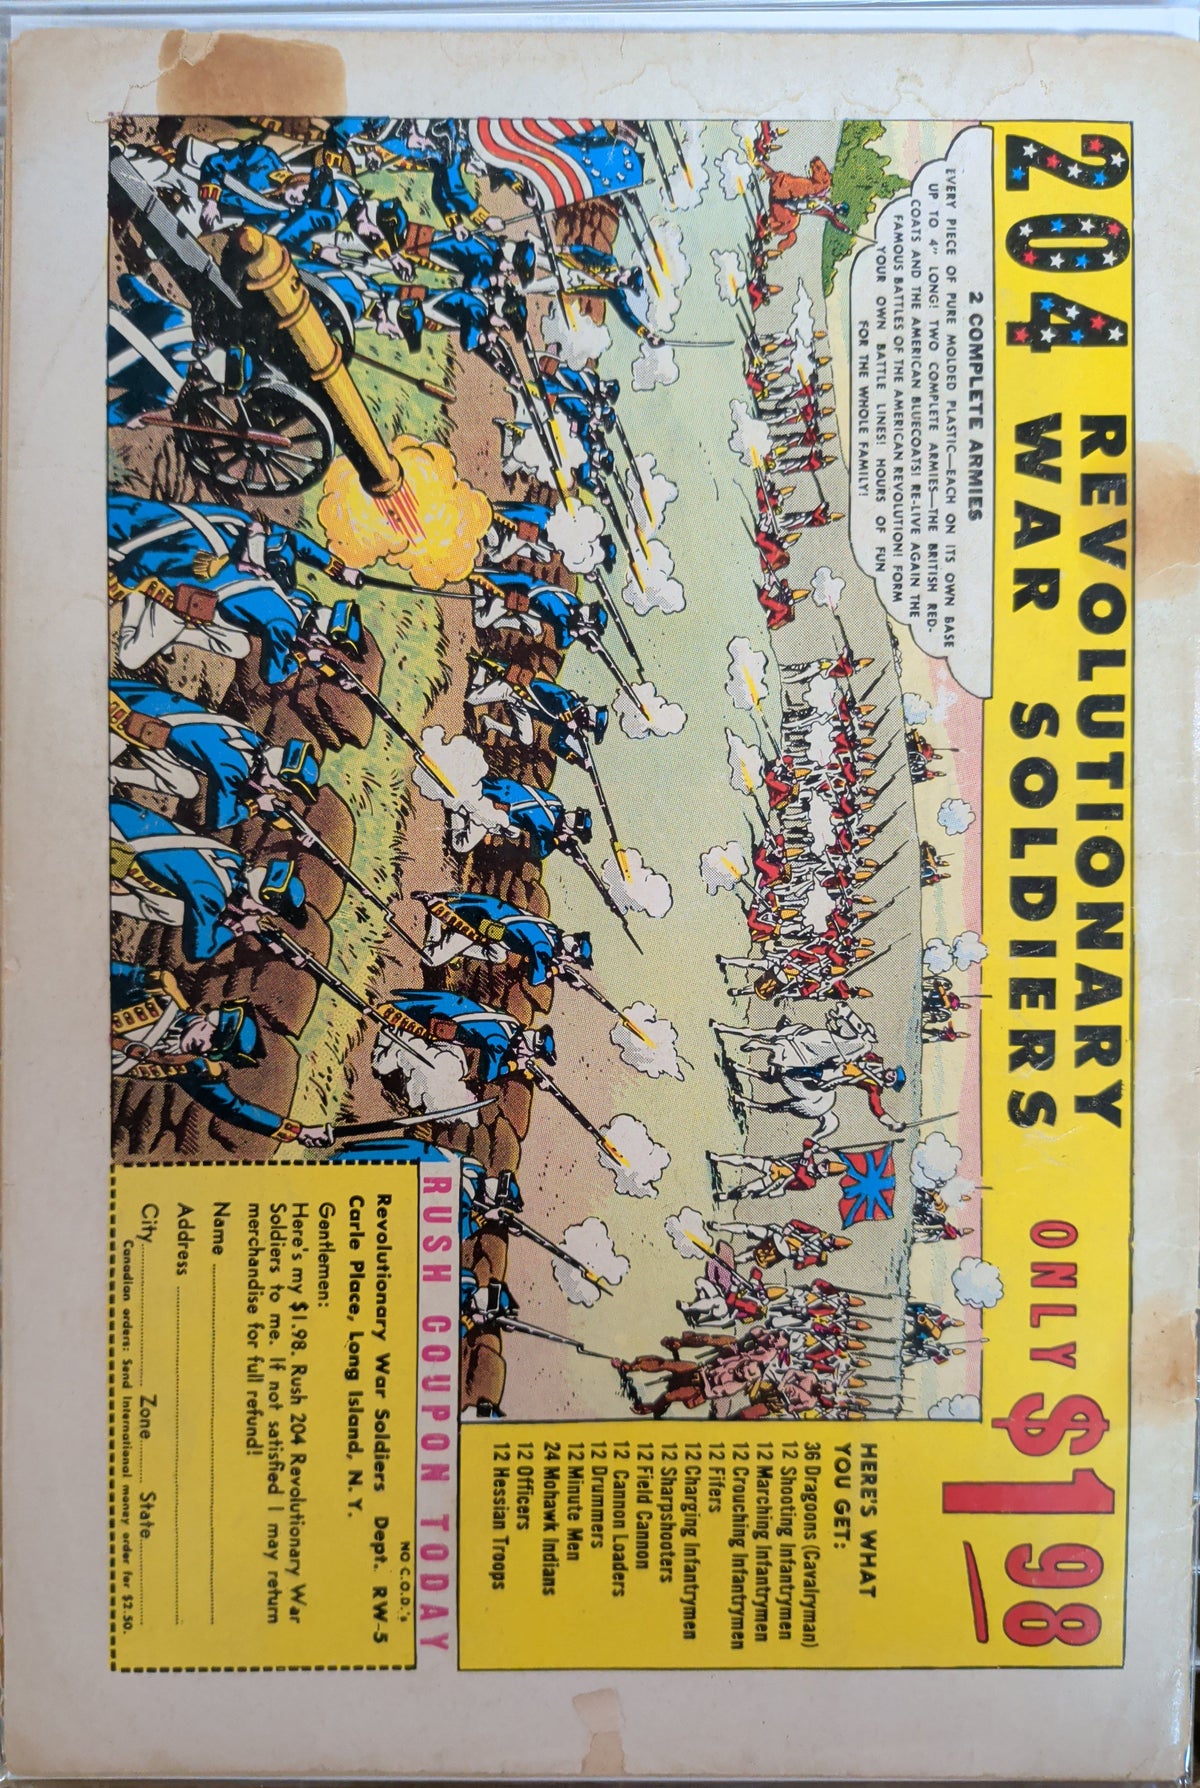 204 REVOLUTIONARY
WAR SOLDIERS
ONLY $1 98
2 COMPLETE ARMIES
EVERY PIECE OF PURE MOLDED PLASTIC—EACH ON ITS OWN BASE
UP TO 4" LONG! TWO COMPLETE ARMIES—THE BRITISH RED-
COATS AND THE AMERICAN BLUECOATS! RE-LIVE AGAIN THE
FAMOUS BATTLES OF THE AMERICAN REVOLUTION! FORM
YOUR OWN BATTLE LINES! HOURS OF FUN
FOR THE WHOLE FAMILY!
HERE'S WHAT
YOU GET:
36 Dragoons (Cavalryman)
12 Shooting Infantrymen
12 Marching Infantrymen
12 Crouching Infantrymen
12 Fifers
12 Charging Infantrymen
12 Sharpshooters
12 Field Cannon
12 Cannon Loaders
12 Drummers
12 Minute Men
24 Mohawk Indians
12 Officers
12 Hessian Troops
RUSH COUPON TODAY
NO C.O.D.'s
Revolutionary War Soldiers Dept. RW-5
Carle Place, Long Island, N. Y.
Gentlemen:
Here's my $1.98. Rush 204 Revolutionary War
Soldiers to me. If not satisfied I may return
merchandise for full refund!
Name
Address
City Zone State
Canadian orders: Send International money order for $2.50.